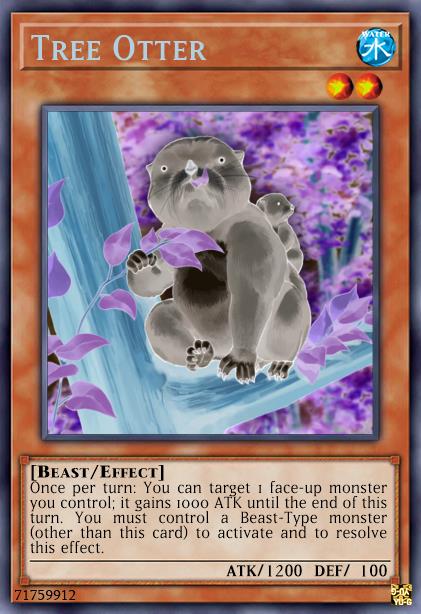 Tree Otter
WATER
水
[Beast/Effect]
Once per turn: You can target 1 face-up monster
you control; it gains 1000 ATK until the end of this
turn. You must control a Beast-Type monster
(other than this card) to activate and to resolve
this effect.
ATK/1200 DEF/ 100
71759912